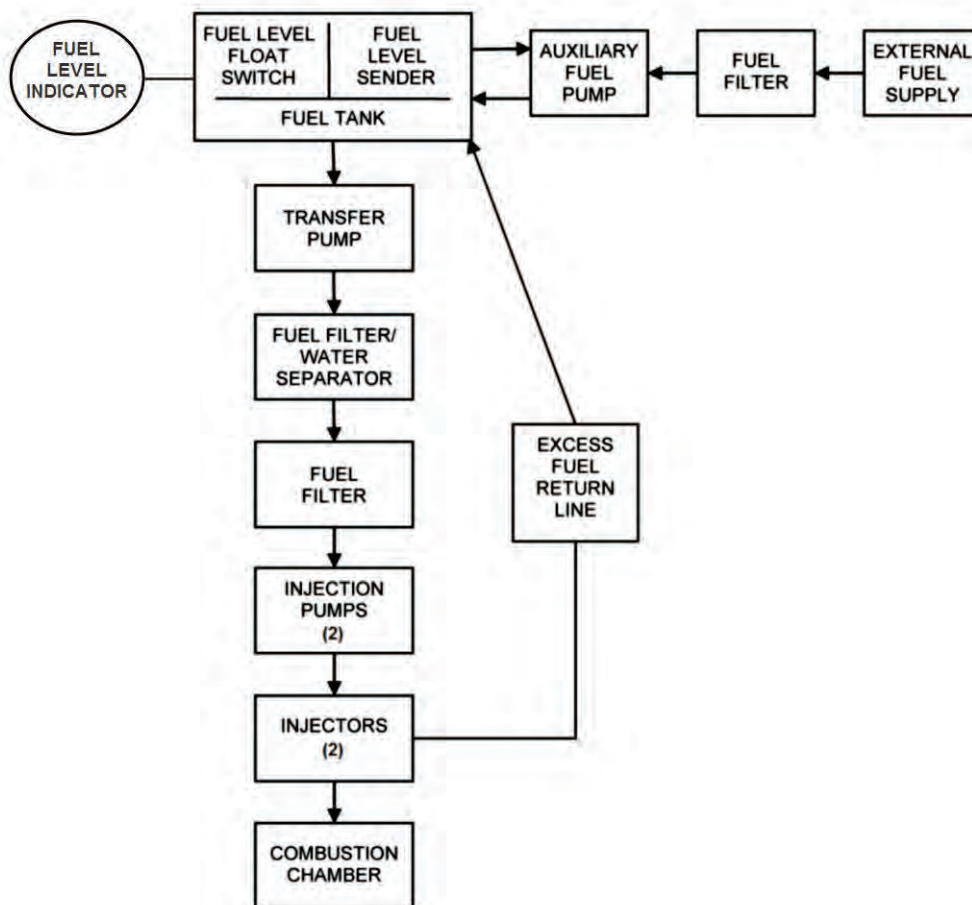 FUEL
LEVEL
INDICATOR
FUEL LEVEL
FLOAT
SWITCH
FUEL
LEVEL
SENDER
FUEL TANK
AUXILIARY
FUEL
PUMP
FUEL
FILTER
EXTERNAL
FUEL
SUPPLY
TRANSFER
PUMP
FUEL FILTER/
WATER
SEPARATOR
FUEL
FILTER
EXCESS
FUEL
RETURN
LINE
INJECTION
PUMPS
(2)
INJECTORS
(2)
COMBUSTION
CHAMBER